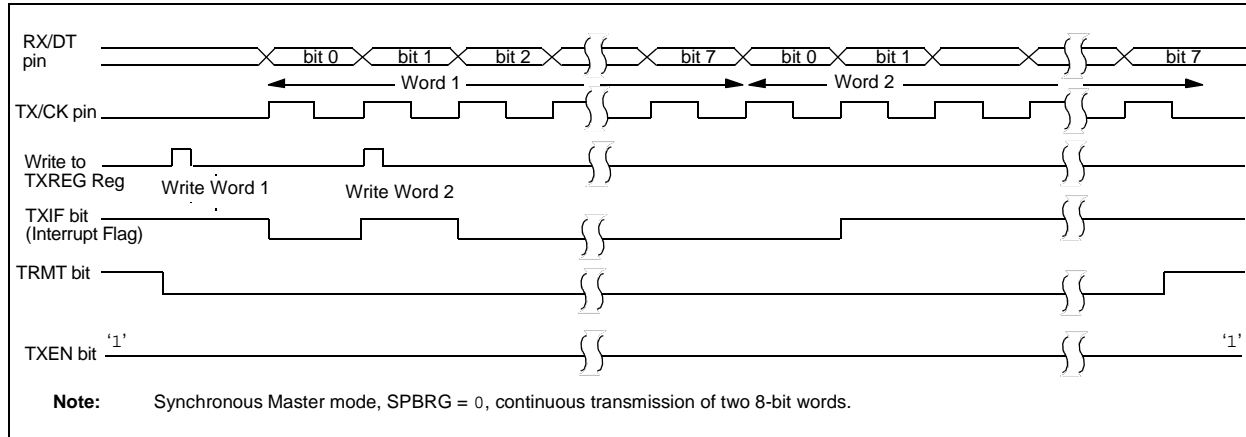 RX/DT
pin
bit 0 bit 1 bit 2 bit 7 bit 0 bit 1 bit 7
Word 1 Word 2
TX/CK pin
Write to
TXREG Reg
Write Word 1 Write Word 2
TXIF bit
(Interrupt Flag)
TRMT bit
TXEN bit ‘1’ ‘1’
Note: Synchronous Master mode, SPBRG = 0, continuous transmission of two 8-bit words.